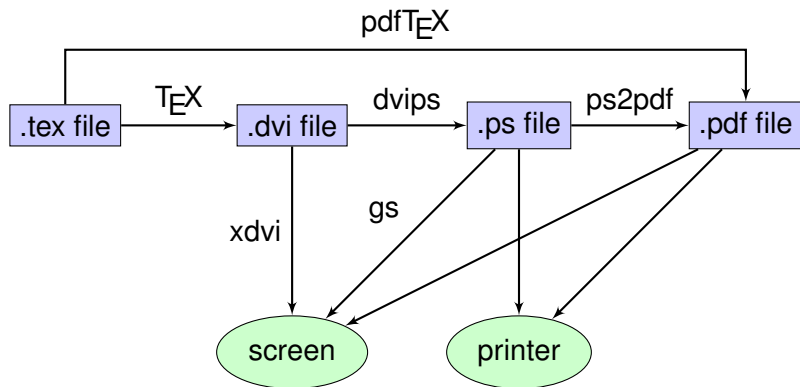 pdfTEX
TEX
dvips
ps2pdf
.tex file
.dvi file
.ps file
.pdf file
xdvi
gs
screen
printer